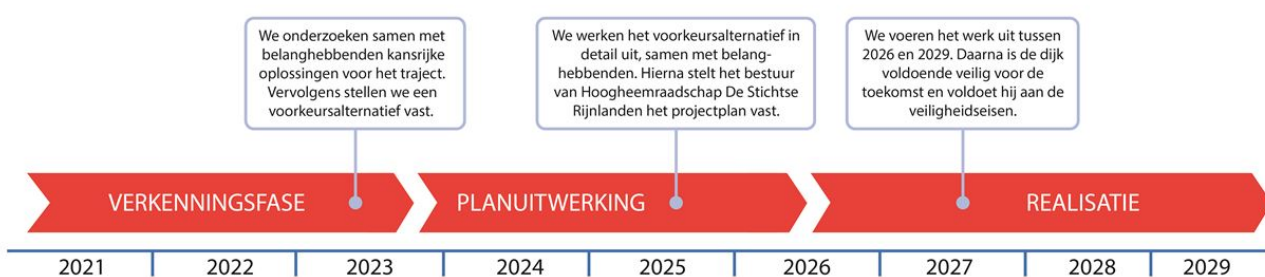 We onderzoeken samen met
belanghebbenden kansrijke
oplossingen voor het traject.
Vervolgens stellen we een
voorkeursalternatief vast.
We werken het voorkeursalternatief in
detail uit, samen met belang-
hebbenden. Hierna stelt het bestuur
van Hoogheemraadschap De Stichtse
Rijnlanden het projectplan vast.
We voeren het werk uit tussen
2026 en 2029. Daarna is de dijk
voldoende veilig voor de
toekomst en voldoet hij aan de
veiligheidseisen.
VERKENNINGSFASE
PLANUITWERKING
REALISATIE
2021
2022
2023
2024
2025
2026
2027
2028
2029